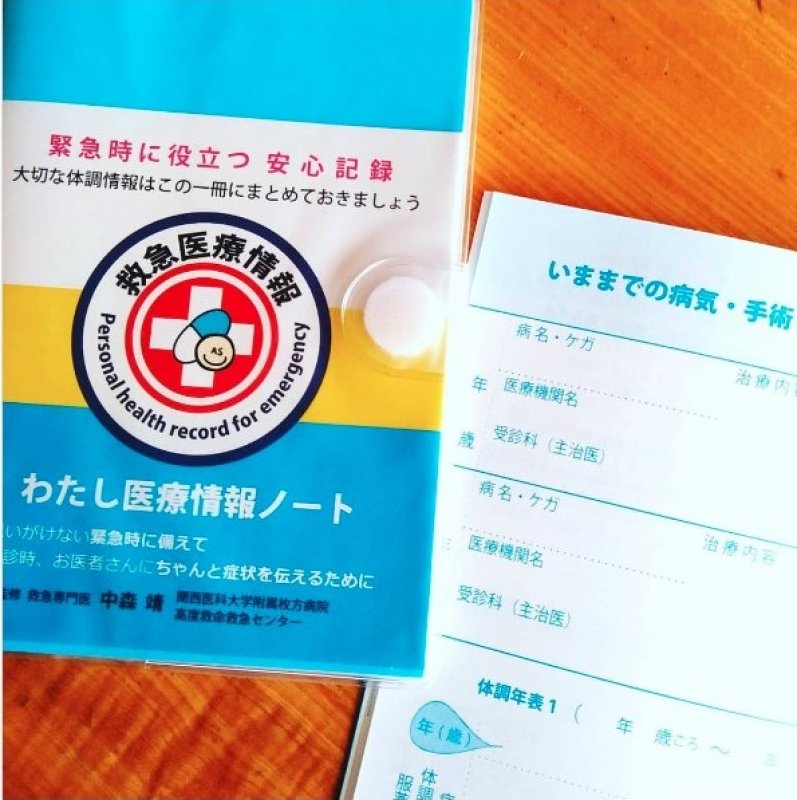 緊急時に役立つ 安心記録
大切な体調情報はこの一冊にまとめておきましょう
救急医療情報
AS
Personal health record for emergency
わたし医療情報ノート
いがけない緊急時に備えて
診時、お医者さんにちゃんと症状を伝えるために
監修 救急専門医 中森 靖 関西医科大学附属枚方病院
高度救命救急センター
いままでの病気・手術
病名・ケガ 治療内容
年 医療機関名
歳 受診科(主治医)
病名・ケガ 治療内容
医療機関名
受診科(主治医)
体調年表1 ( 年 歳ころ ~
年(歳)
体調
服薬